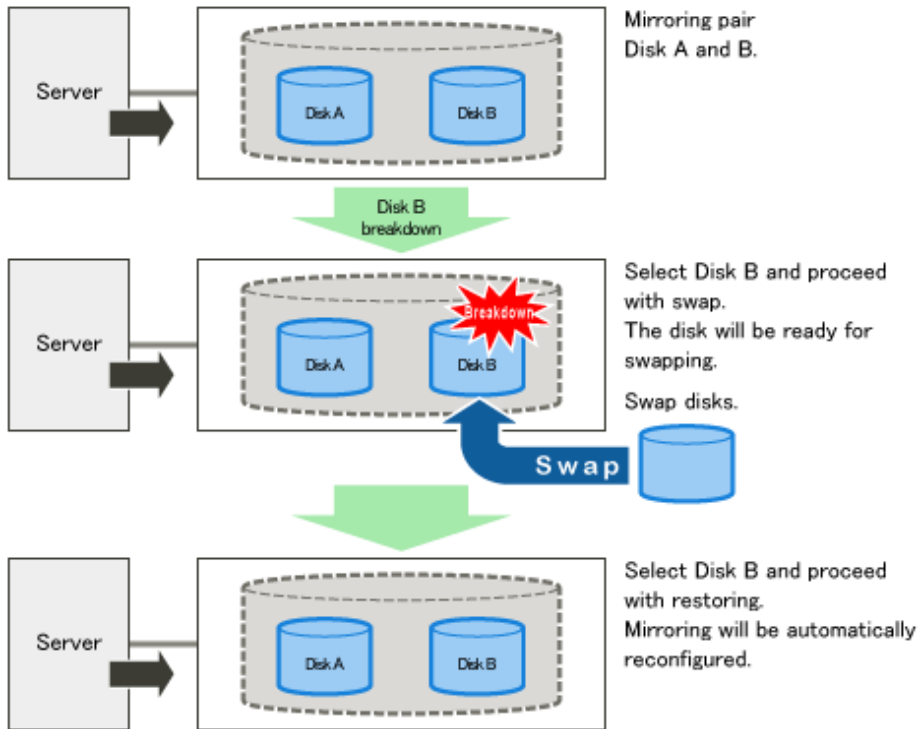 Mirroring pair
Disk A and B.
Server
Disk A
Disk B
Disk B
breakdown
Select Disk B and proceed
with swap.
The disk will be ready for
swapping.
Breakdown
Server
Disk A
Disk B
Swap disks.
Swap
Select Disk B and proceed
with restoring.
Mirroring will be automatically
reconfigured.
Server
Disk A
Disk B